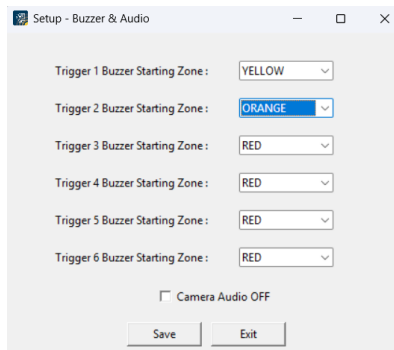 Setup - Buzzer & Audio
Trigger 1 Buzzer Starting Zone : YELLOW
Trigger 2 Buzzer Starting Zone : ORANGE
Trigger 3 Buzzer Starting Zone : RED
Trigger 4 Buzzer Starting Zone : RED
Trigger 5 Buzzer Starting Zone : RED
Trigger 6 Buzzer Starting Zone : RED
Camera Audio OFF
Save Exit